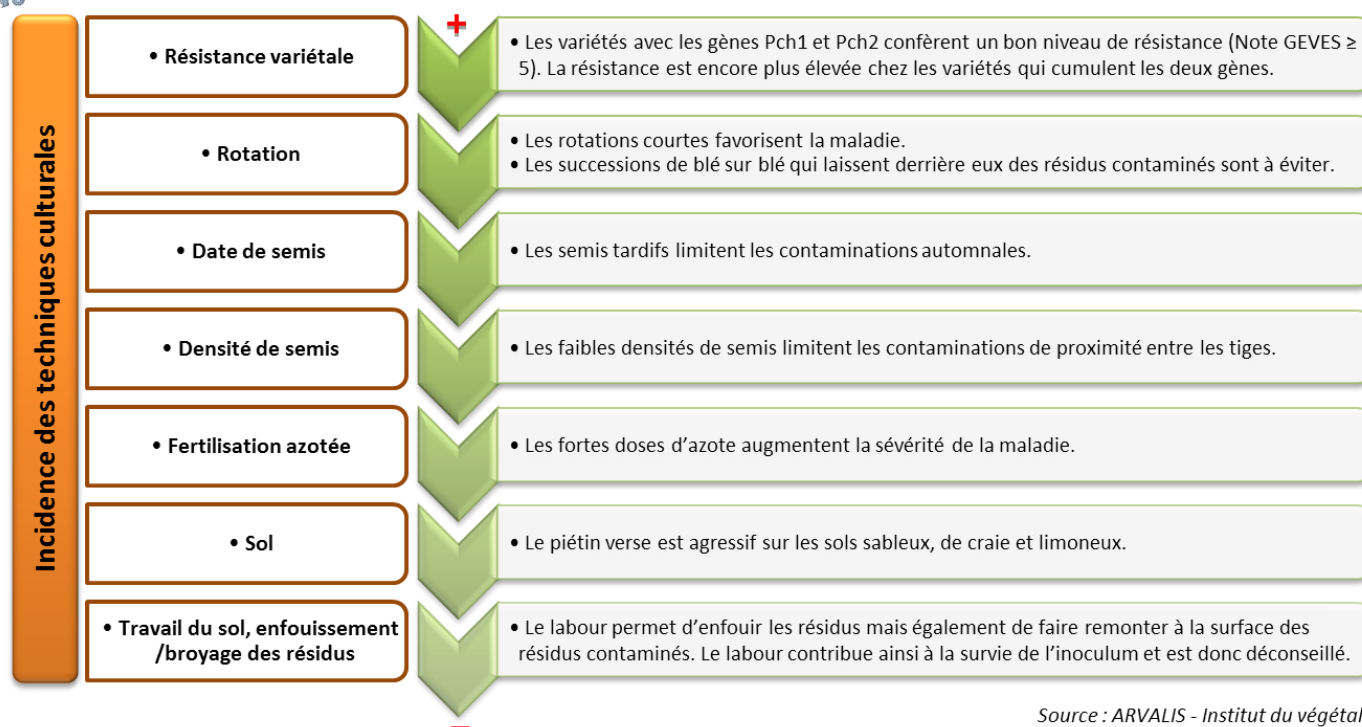 Incidence des techniques culturales
+
• Résistance variétale
• Les variétés avec les gènes Pch1 et Pch2 confèrent un bon niveau de résistance (Note GEVES ≥
5). La résistance est encore plus élevée chez les variétés qui cumulent les deux gènes.
• Rotation
• Les rotations courtes favorisent la maladie.
• Les successions de blé sur blé qui laissent derrière eux des résidus contaminés sont à éviter.
• Date de semis
• Les semis tardifs limitent les contaminations automnales.
• Densité de semis
• Les faibles densités de semis limitent les contaminations de proximité entre les tiges.
• Fertilisation azotée
• Les fortes doses d’azote augmentent la sévérité de la maladie.
• Sol
• Le piétin verse est agressif sur les sols sableux, de craie et limoneux.
• Travail du sol, enfouissement
/broyage des résidus
• Le labour permet d’enfouir les résidus mais également de faire remonter à la surface des
résidus contaminés. Le labour contribue ainsi à la survie de l’inoculum et est donc déconseillé.
Source : ARVALIS - Institut du végétal